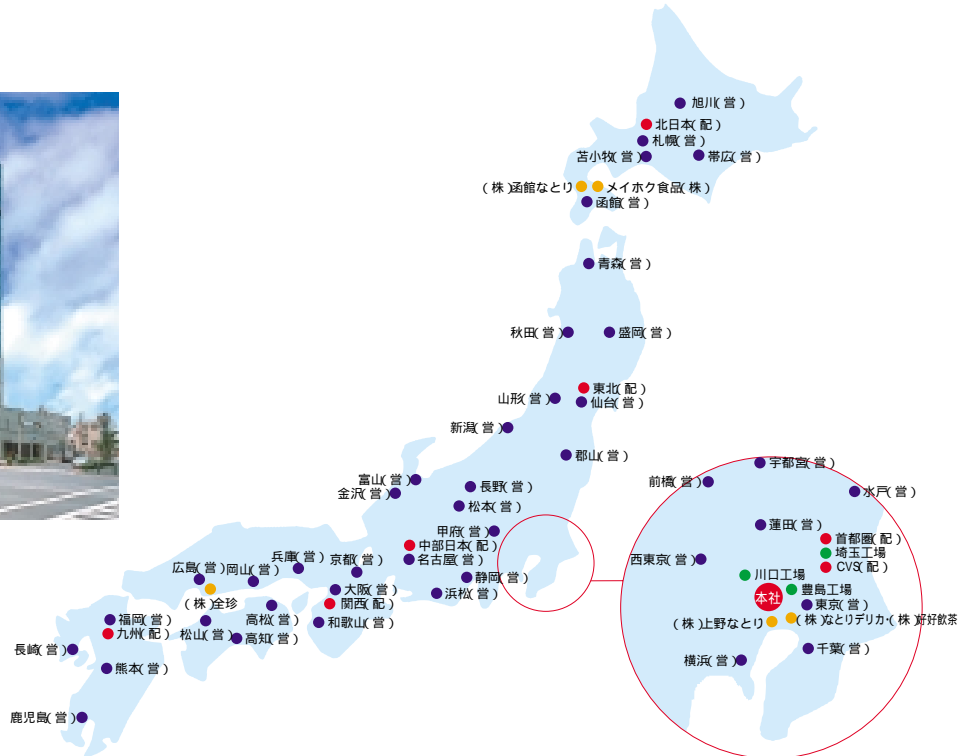 旭川(営)
北日本(配)
札幌(営)
苫小牧(営)
帯広(営)
(株)函館なとり
メイホク食品(株)
函館(営)
青森(営)
秋田(営)
盛岡(営)
東北(配)
山形(営)
仙台(営)
新潟(営)
郡山(営)
富山(営)
金沢(営)
長野(営)
松本(営)
甲府(営)
中部日本(配)
名古屋(営)
静岡(営)
浜松(営)
兵庫(営)
京都(営)
広島(営)
岡山(営)
大阪(営)
(株)全珍
関西(配)
高松(営)
和歌山(営)
福岡(営)
九州(配)
松山(営)
高知(営)
長崎(営)
熊本(営)
鹿児島(営)
宇都宮(営)
前橋(営)
水戸(営)
蓮田(営)
首都圏(配)
埼玉工場
CVS(配)
西東京(営)
川口工場
豊島工場
本社
東京(営)
(株)上野なとり
(株)なとりデリカ・(株)好好飲茶
千葉(営)
横浜(営)